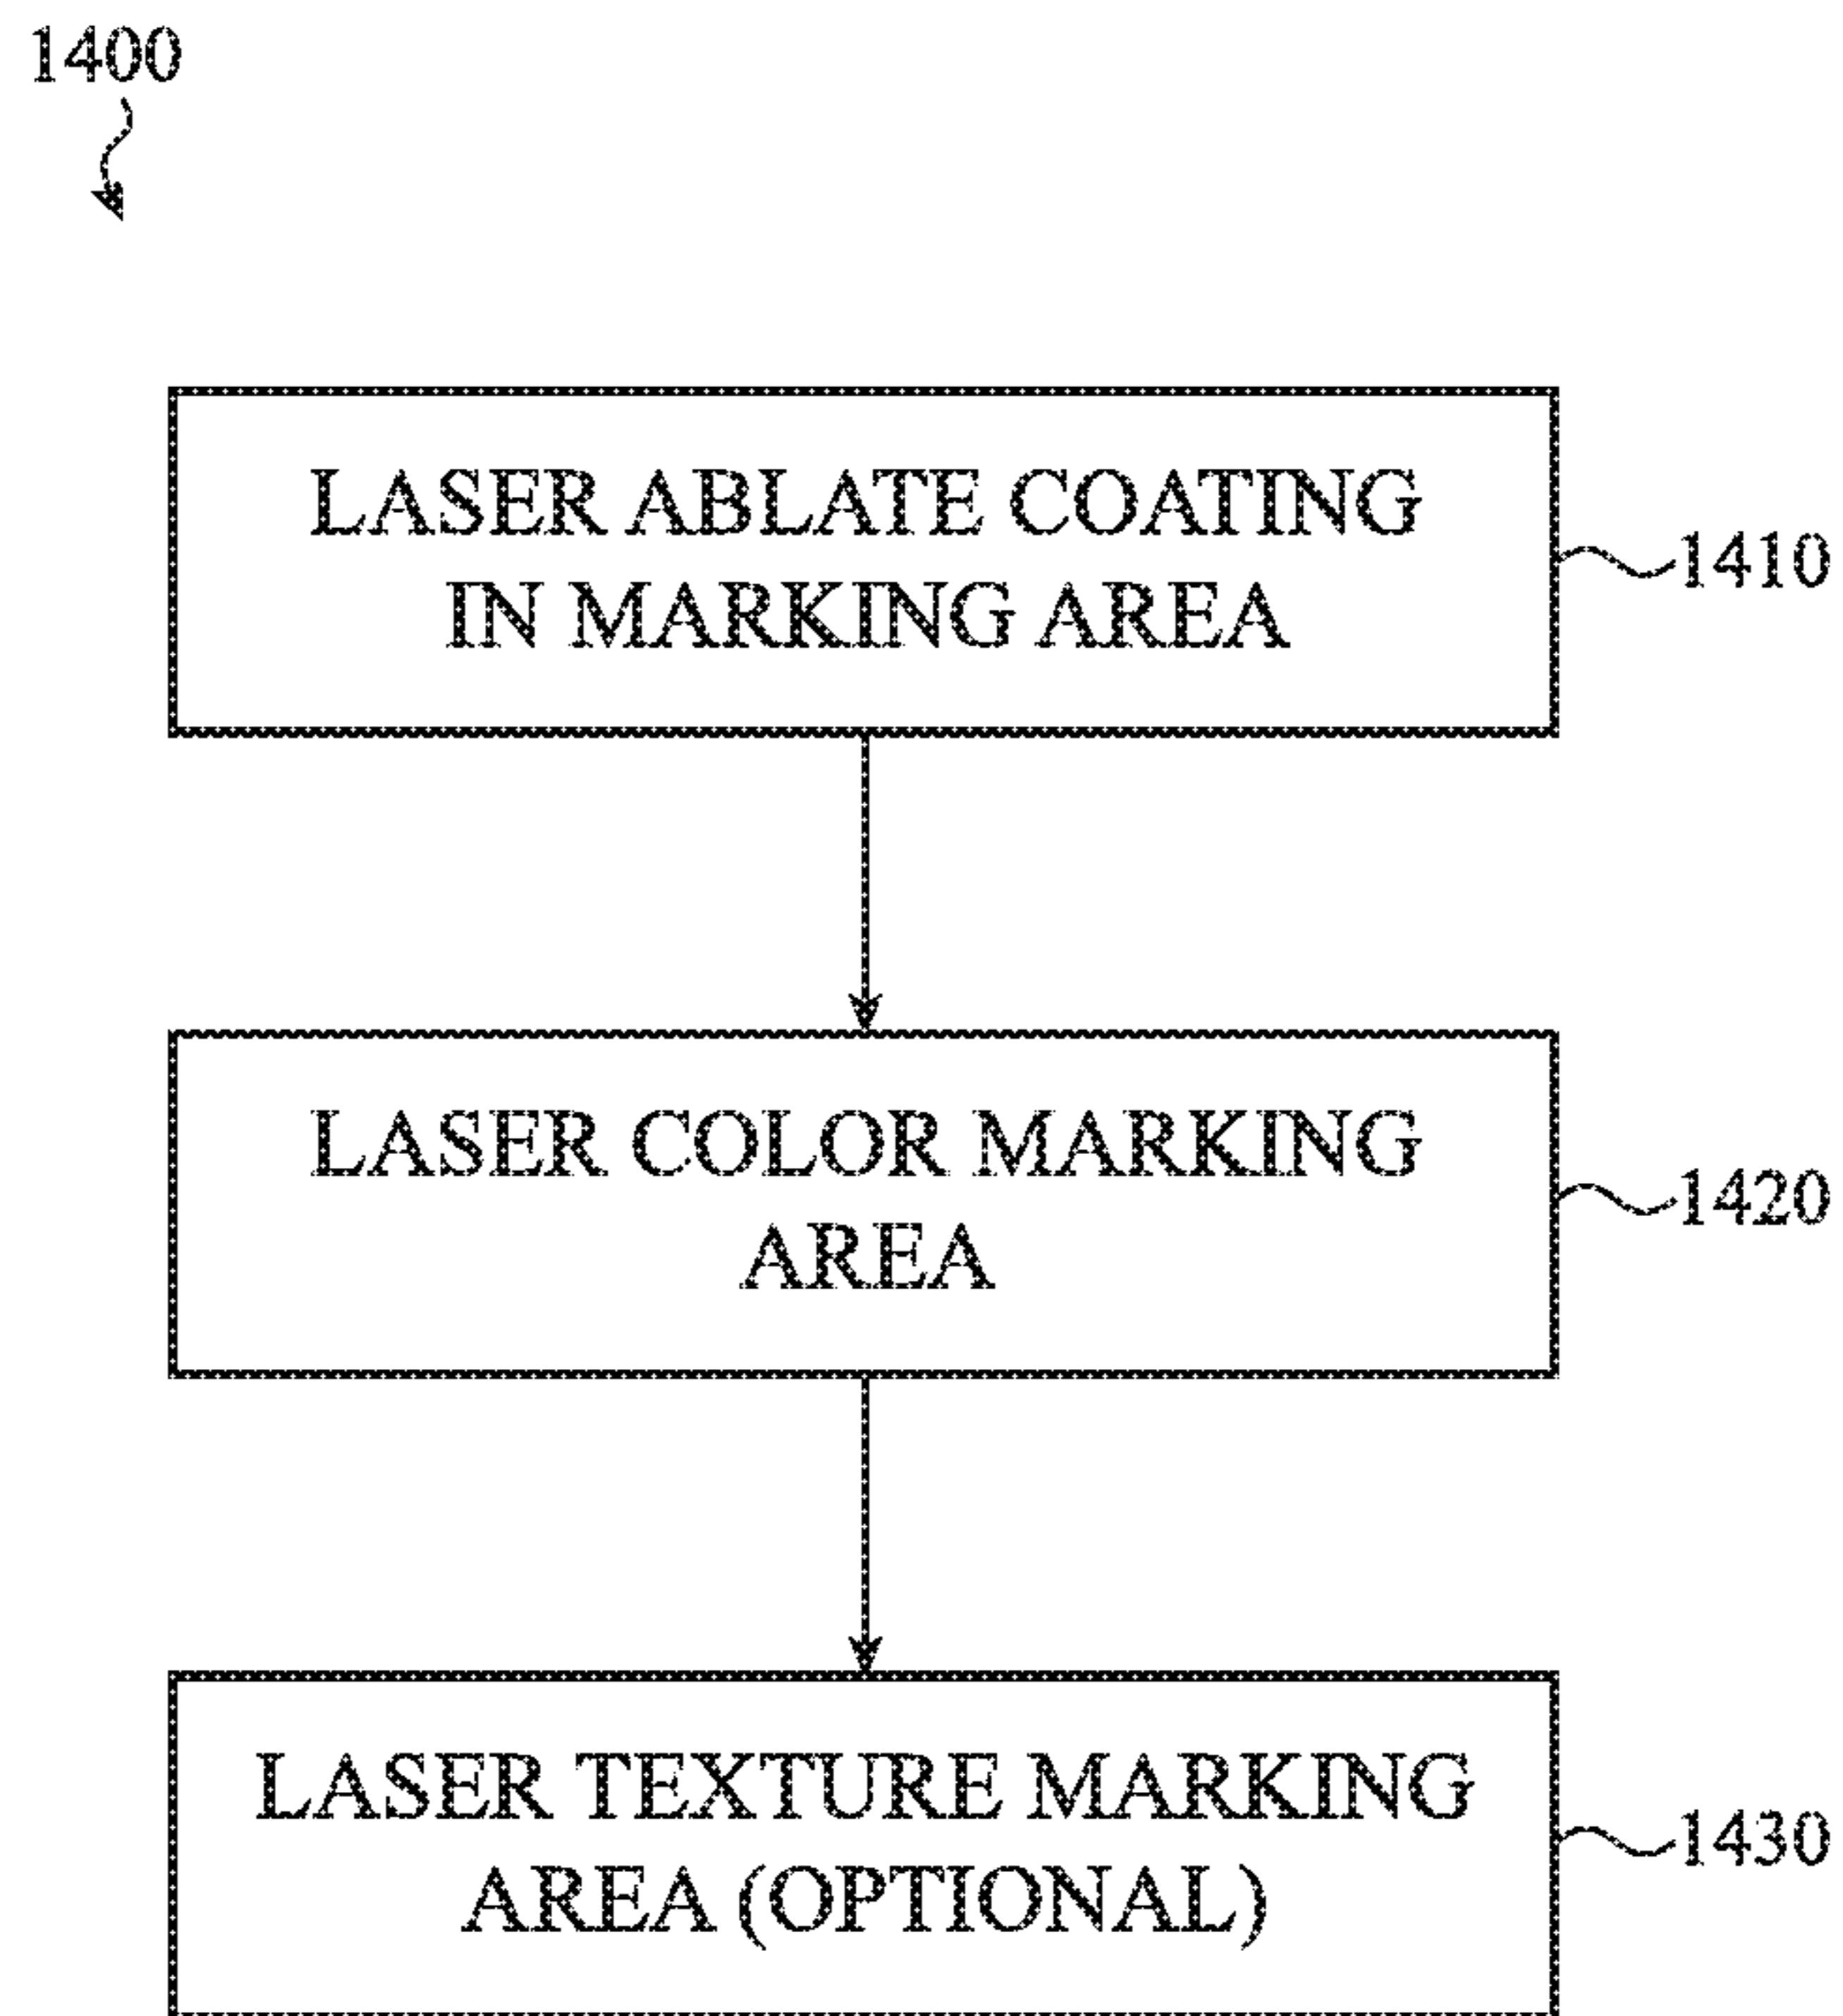 1400
LASER ABLATE COATING
IN MARKING AREA
1410
LASER COLOR MARKING
AREA
1420
LASER TEXTURE MARKING
AREA (OPTIONAL)
1430